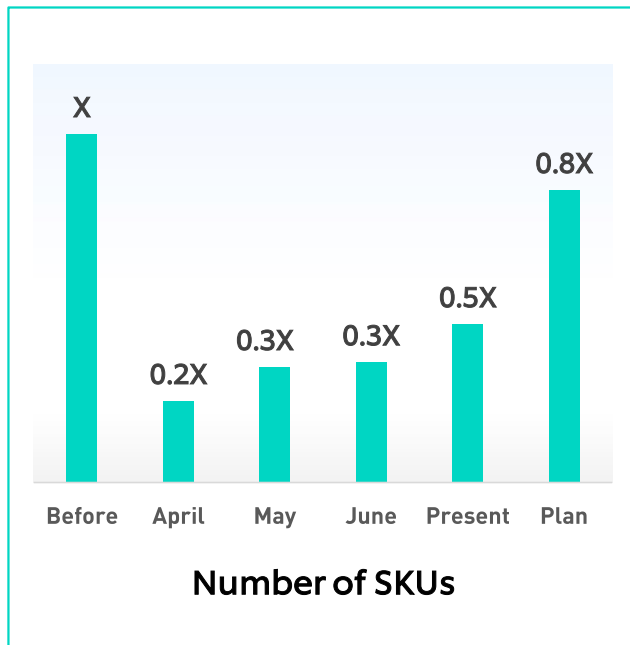 X
0.8X
0.5X
0.3X
0.3X
0.2X
Before April May June Present Plan
Number of SKUs